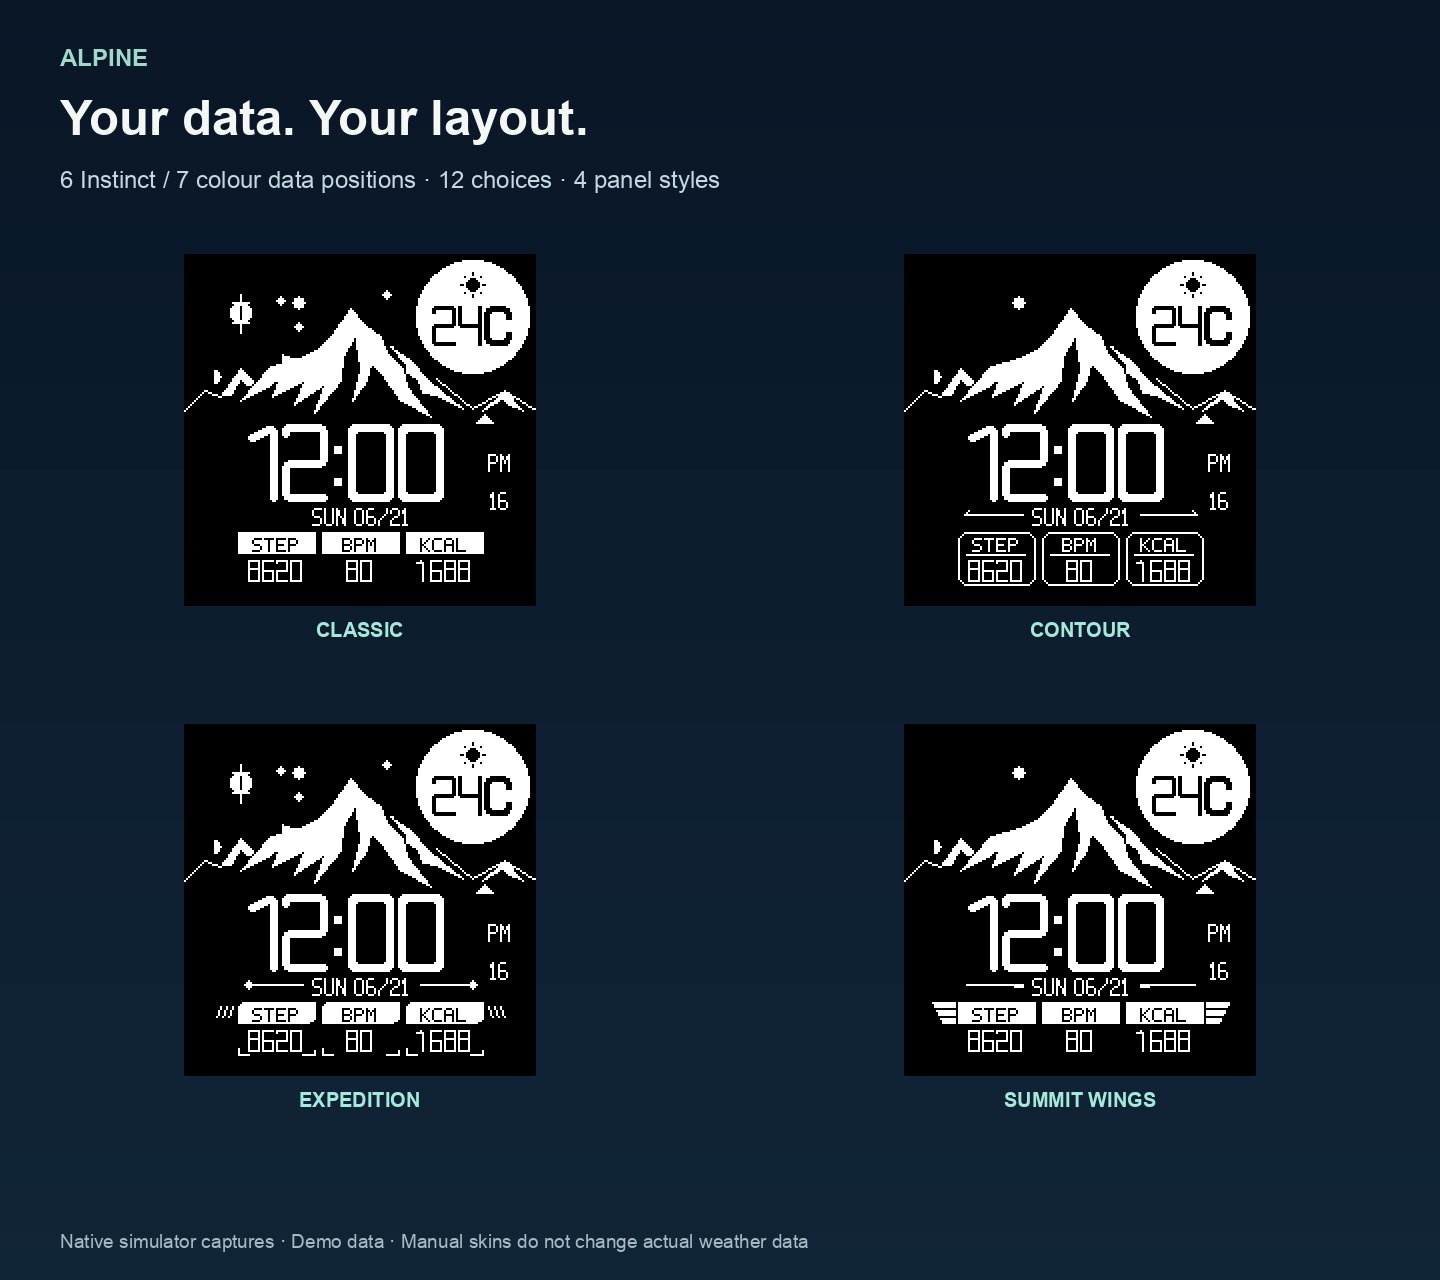 ALPINE
Your data. Your layout.
6 Instinct / 7 colour data positions · 12 choices · 4 panel styles
24C
12:00
PM
16
SUN 06/21
STEP BPM KCAL
8620 80 1688
CLASSIC
24C
12:00
PM
16
SUN 06/21
STEP BPM KCAL
8620 80 1688
CONTOUR
24C
12:00
PM
16
SUN 06/21
STEP BPM KCAL
8620 80 1688
EXPEDITION
24C
12:00
PM
16
SUN 06/21
STEP BPM KCAL
8620 80 1688
SUMMIT WINGS
Native simulator captures · Demo data · Manual skins do not change actual weather data